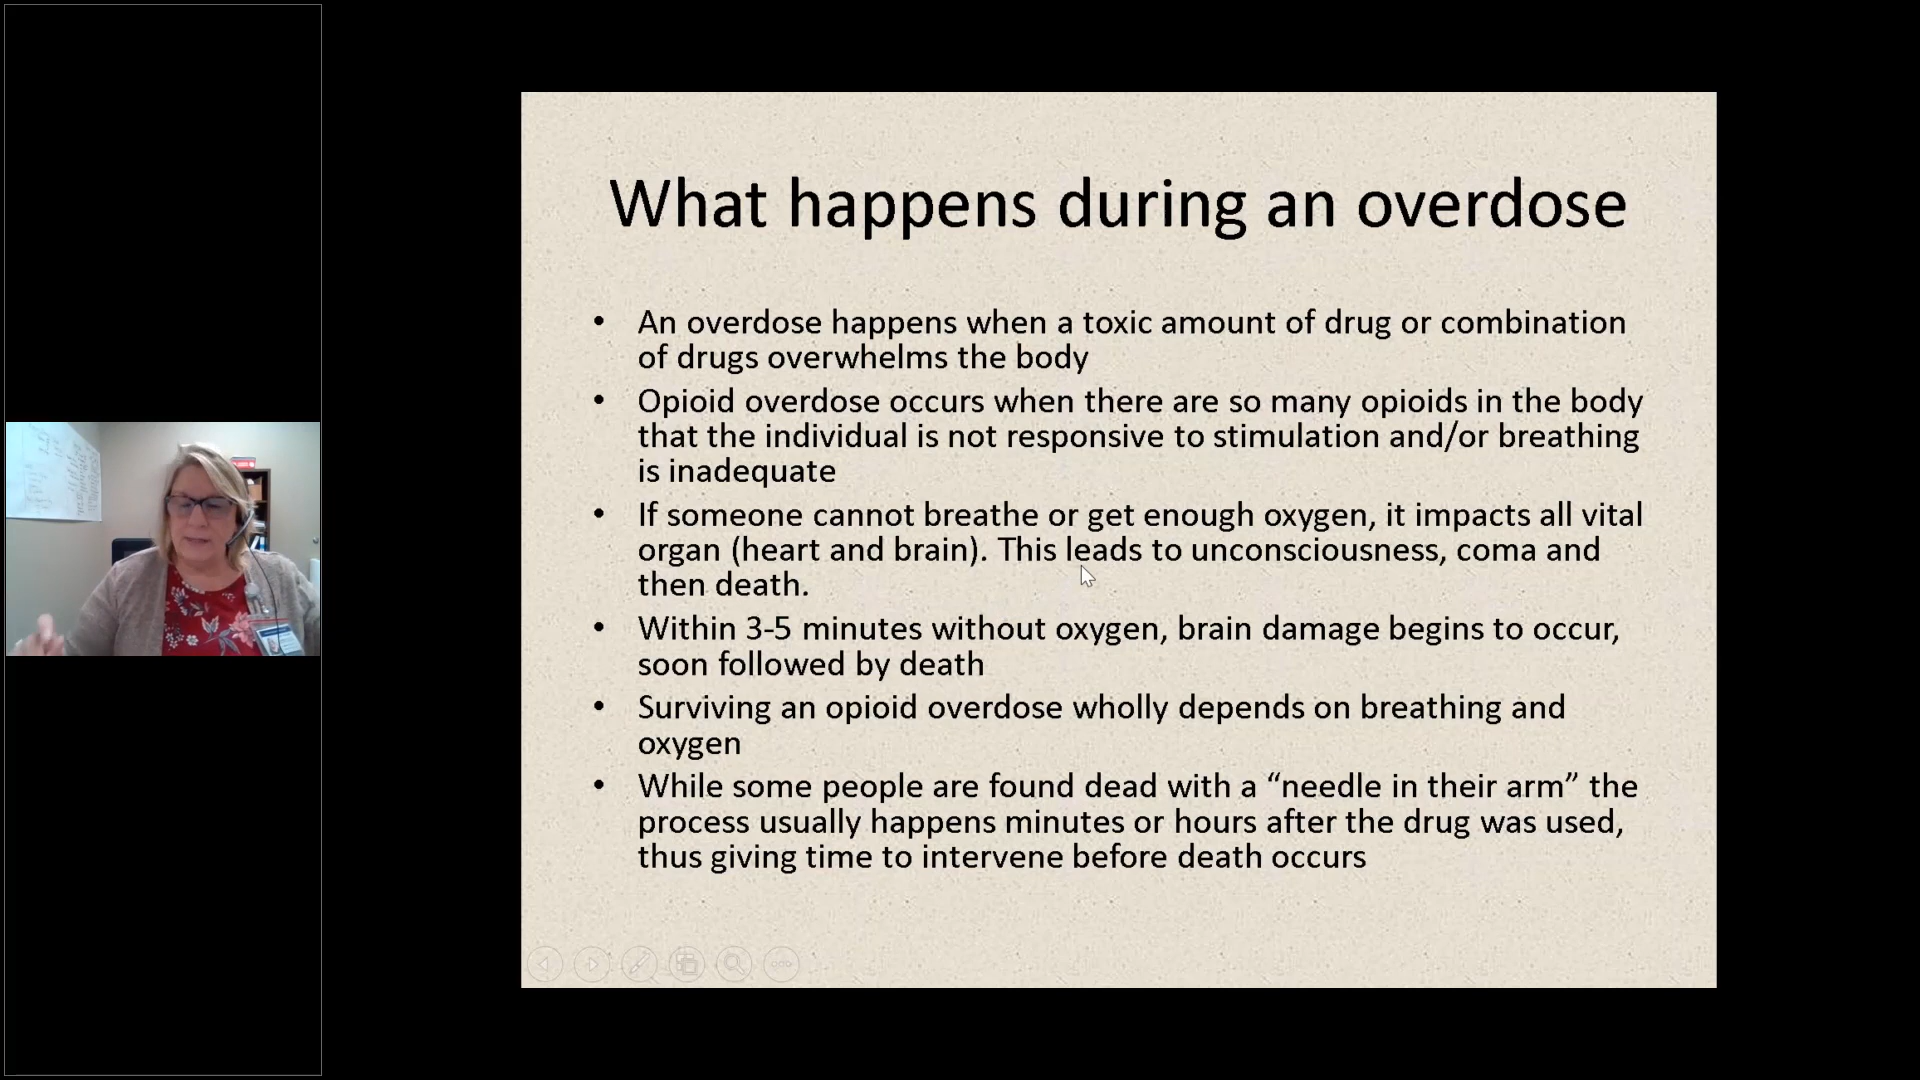 What happens during an overdose
• An overdose happens when a toxic amount of drug or combination
of drugs overwhelms the body
• Opioid overdose occurs when there are so many opioids in the body
that the individual is not responsive to stimulation and/or breathing
is inadequate
• If someone cannot breathe or get enough oxygen, it impacts all vital
organ (heart and brain). This leads to unconsciousness, coma and
then death.
• Within 3-5 minutes without oxygen, brain damage begins to occur,
soon followed by death
• Surviving an opioid overdose wholly depends on breathing and
oxygen
• While some people are found dead with a “needle in their arm” the
process usually happens minutes or hours after the drug was used,
thus giving time to intervene before death occurs